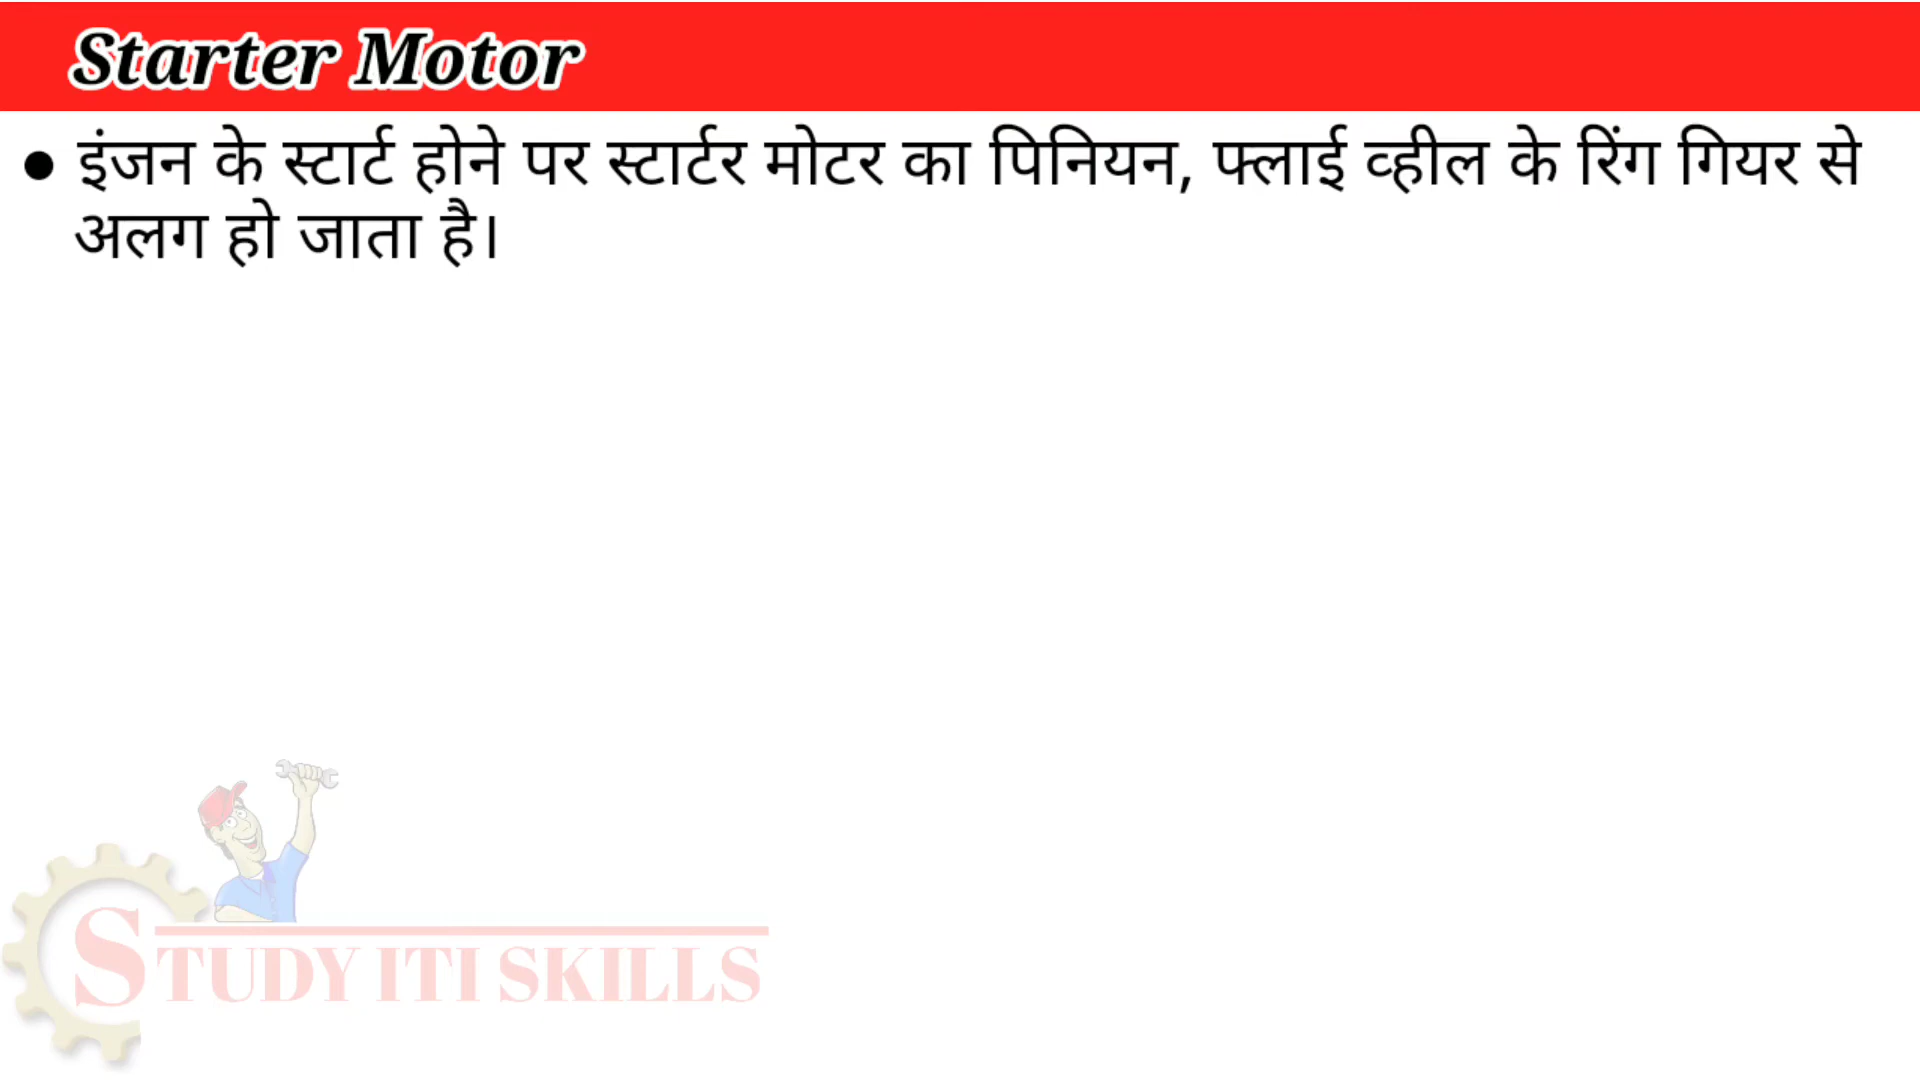 Starter Motor
● इंजन के स्टार्ट होने पर स्टार्टर मोटर का पिनियन, फ्लाई व्हील के रिंग गियर से
अलग हो जाता है।
STUDY ITI SKILLS